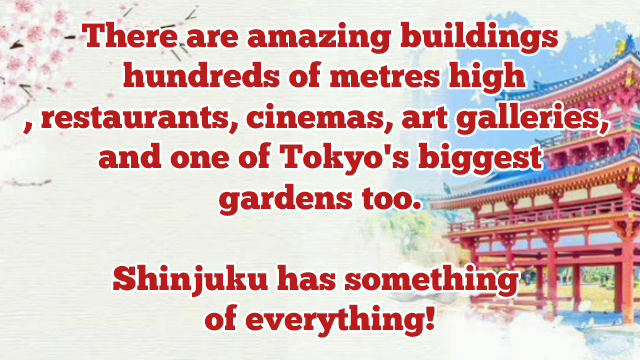 There are amazing buildings
hundreds of metres high
, restaurants, cinemas, art galleries,
and one of Tokyo's biggest
gardens too.
Shinjuku has something
of everything!